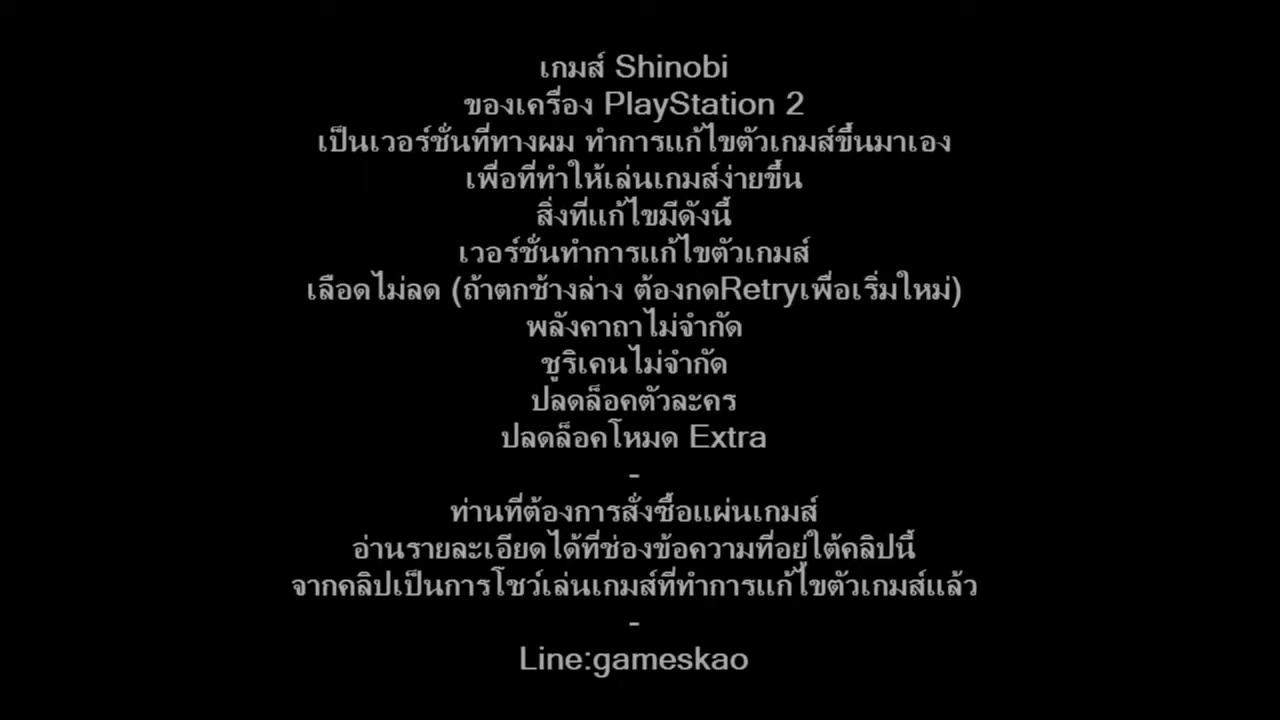 เกมส์ Shinobi
ของเครื่อง PlayStation 2
เป็นเวอร์ชั่นที่ทางผม ทำการแก้ไขตัวเกมส์ขึ้นมาเอง
เพื่อที่ทำให้เล่นเกมส์ง่ายขึ้น
สิ่งที่แก้ไขมีดังนี้
เวอร์ชั่นทำการแก้ไขตัวเกมส์
เลือดไม่ลด (ถ้าตกช้างล่าง ต้องกดRetryเพื่อเริ่มใหม่)
พลังคาถาไม่จำกัด
ชูริเคนไม่จำกัด
ปลดล็อคตัวละคร
ปลดล็อคโหมด Extra
-
ท่านที่ต้องการสั่งซื้อแผ่นเกมส์
อ่านรายละเอียดได้ที่ช่องข้อความที่อยู่ใต้คลิปนี้
จากคลิปเป็นการโชว์เล่นเกมส์ที่ทำการแก้ไขตัวเกมส์แล้ว
-
Line:gameskao